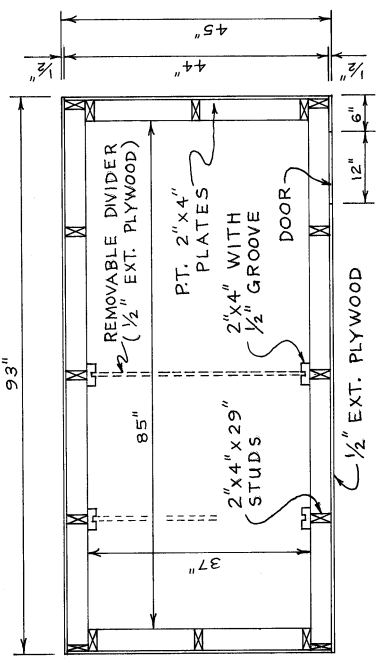 ½"
44"
½"
45"
93"
REMOVABLE DIVIDER
(½" EXT. PLYWOOD)
P.T. 2"X4"
PLATES
2"X4" WITH
½" GROOVE
DOOR
6"
12"
85"
2"X4"X29"
STUDS
37"
½" EXT. PLYWOOD